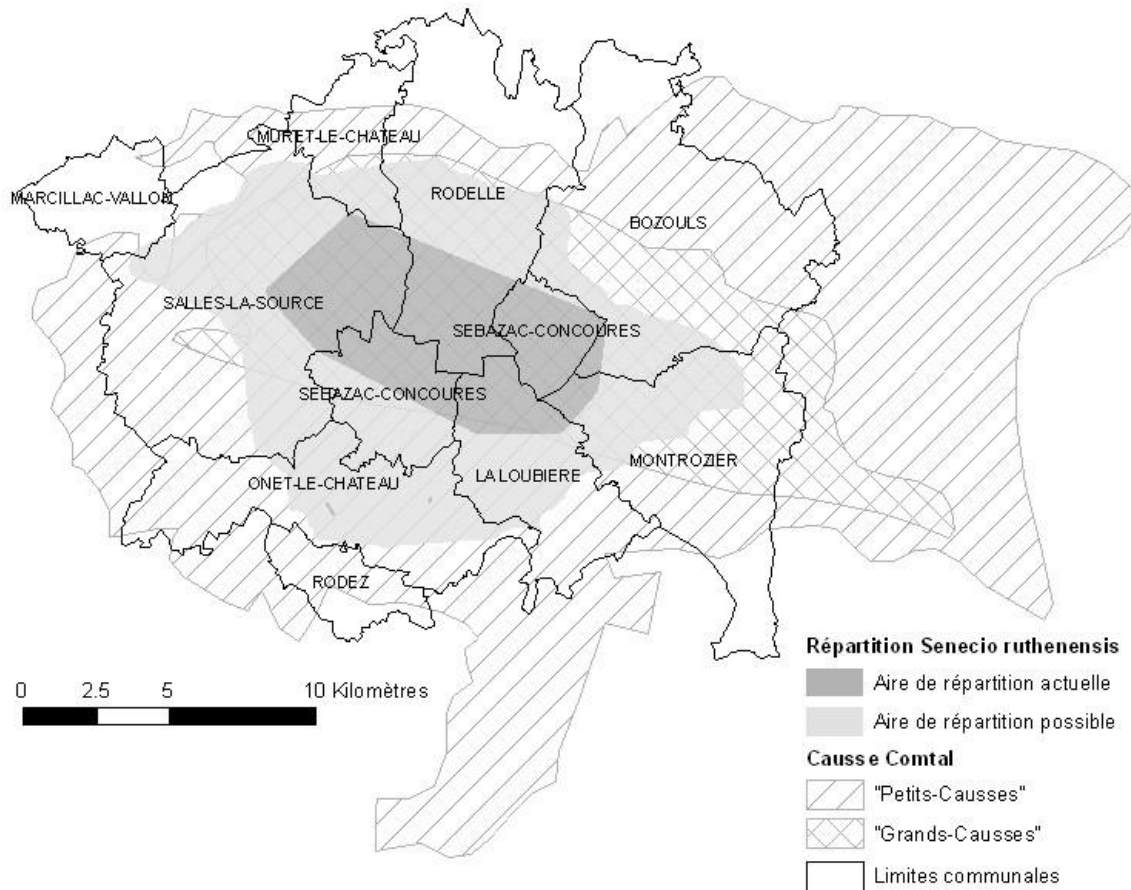 MURET-LE-CHATEAU
MARCILLAC-VALLON
RODELLE
BOZOULS
SALLES-LA-SOURCE
SEBAZAC-CONCOURES
SEBAZAC-CONCOURES
ONET-LE-CHATEAU
LA LOUBIERE
MONTROZIER
RODEZ
0 2.5 5 10 Kilomètres
Répartition Senecio ruthenensis
Aire de répartition actuelle
Aire de répartition possible
Causse Comtal
"Petits-Causses"
"Grands-Causses"
Limites communales